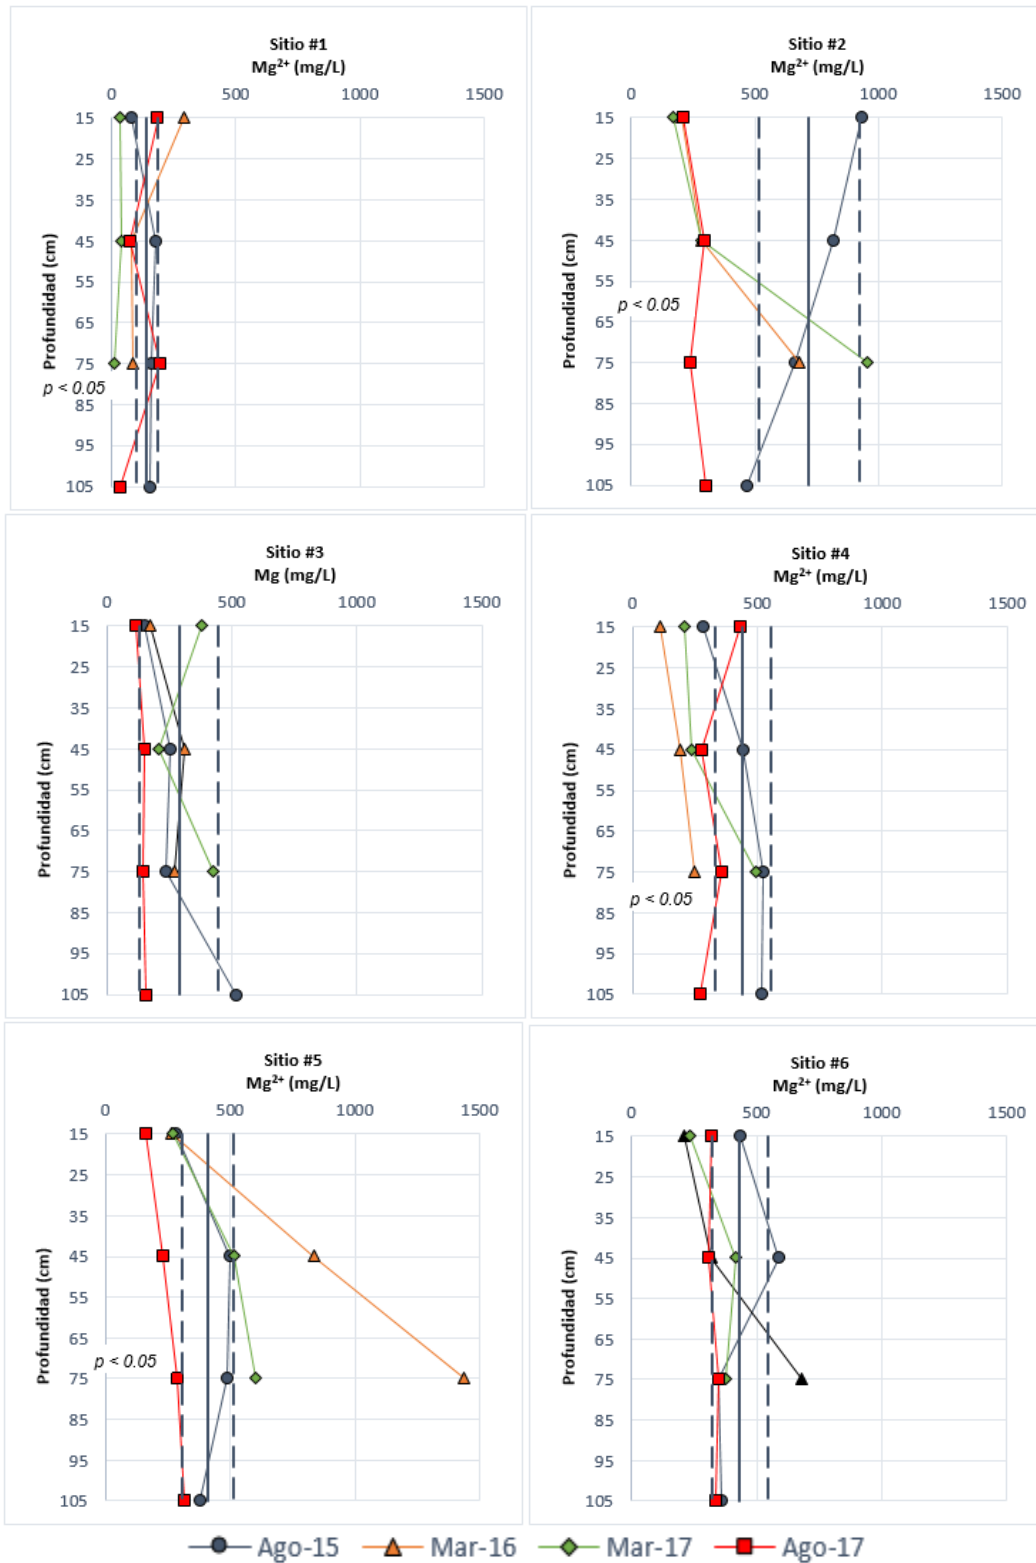 Sitio #1
Mg²⁺ (mg/L)
0 500 1000 1500
Profundidad (cm)
15
25
35
45
55
65
75
85
95
105
p < 0.05
Sitio #2
Mg²⁺ (mg/L)
0 500 1000 1500
Profundidad (cm)
15
25
35
45
55
65
75
85
95
105
p < 0.05
Sitio #3
Mg (mg/L)
0 500 1000 1500
Profundidad (cm)
15
25
35
45
55
65
75
85
95
105
Sitio #4
Mg²⁺ (mg/L)
0 500 1000 1500
Profundidad (cm)
15
25
35
45
55
65
75
85
95
105
p < 0.05
Sitio #5
Mg²⁺ (mg/L)
0 500 1000 1500
Profundidad (cm)
15
25
35
45
55
65
75
85
95
105
p < 0.05
Sitio #6
Mg²⁺ (mg/L)
0 500 1000 1500
Profundidad (cm)
15
25
35
45
55
65
75
85
95
105
Ago-15 Mar-16 Mar-17 Ago-17